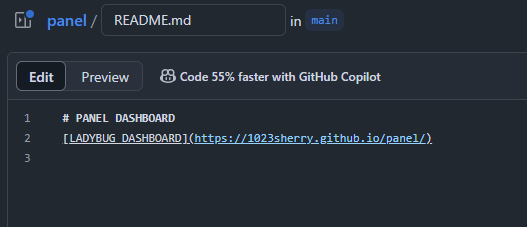 panel / README.md in main
Edit Preview Code 55% faster with GitHub Copilot
1 # PANEL DASHBOARD
2 [LADYBUG DASHBOARD](https://1023sherry.github.io/panel/)
3